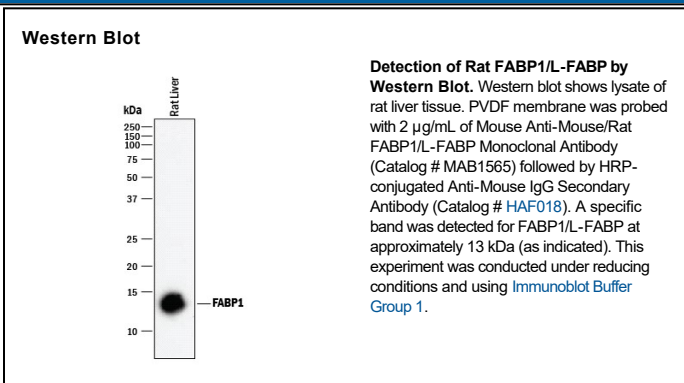 Western Blot
Rat Liver
kDa
250
150
100
75
50
37
25
20
15
10
FABP1
Detection of Rat FABP1/L-FABP by
Western Blot. Western blot shows lysate of
rat liver tissue. PVDF membrane was probed
with 2 µg/mL of Mouse Anti-Mouse/Rat
FABP1/L-FABP Monoclonal Antibody
(Catalog # MAB1565) followed by HRP-
conjugated Anti-Mouse IgG Secondary
Antibody (Catalog # HAF018). A specific
band was detected for FABP1/L-FABP at
approximately 13 kDa (as indicated). This
experiment was conducted under reducing
conditions and using Immunoblot Buffer
Group 1.